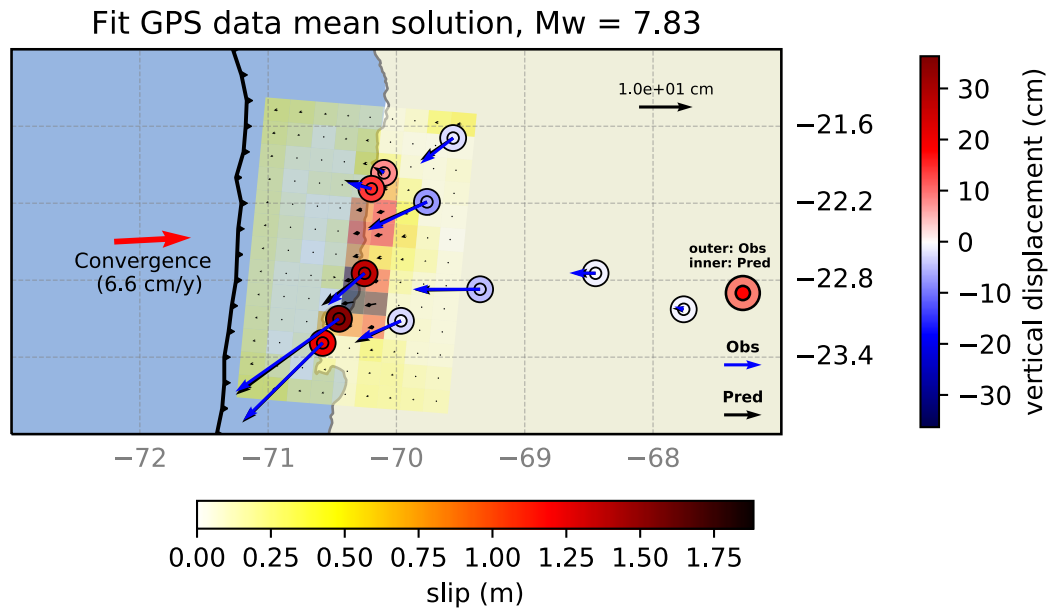 Fit GPS data mean solution, Mw = 7.83
1.0e+01 cm
Convergence
(6.6 cm/y)
outer: Obs
inner: Pred
Obs
Pred
−21.6
−22.2
−22.8
−23.4
−72
−71
−70
−69
−68
30
20
10
0
−10
−20
−30
vertical displacement (cm)
0.00
0.25
0.50
0.75
1.00
1.25
1.50
1.75
slip (m)